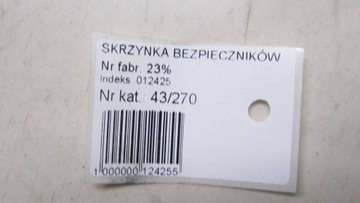 SKRZYNKA BEZPIECZNIKÓW
Nr fabr. 23%
Indeks 012425
Nr kat.: 43/270
1 000000 124255